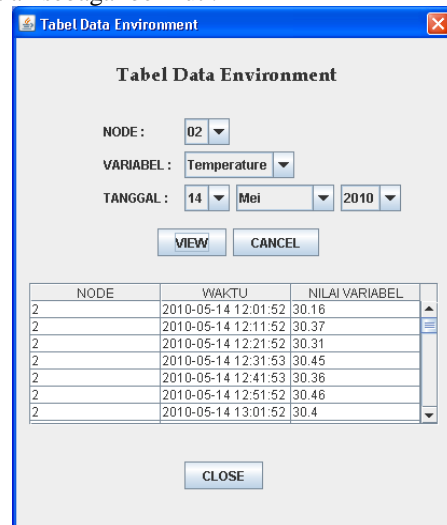 Tabel Data Environment
Tabel Data Environment
NODE : 02
VARIABEL : Temperature
TANGGAL : 14 Mei 2010
VIEW CANCEL
NODE WAKTU NILAI VARIABEL
2 2010-05-14 12:01:52 30.16
2 2010-05-14 12:11:52 30.37
2 2010-05-14 12:21:52 30.31
2 2010-05-14 12:31:53 30.45
2 2010-05-14 12:41:53 30.36
2 2010-05-14 12:51:52 30.46
2 2010-05-14 13:01:52 30.4
CLOSE